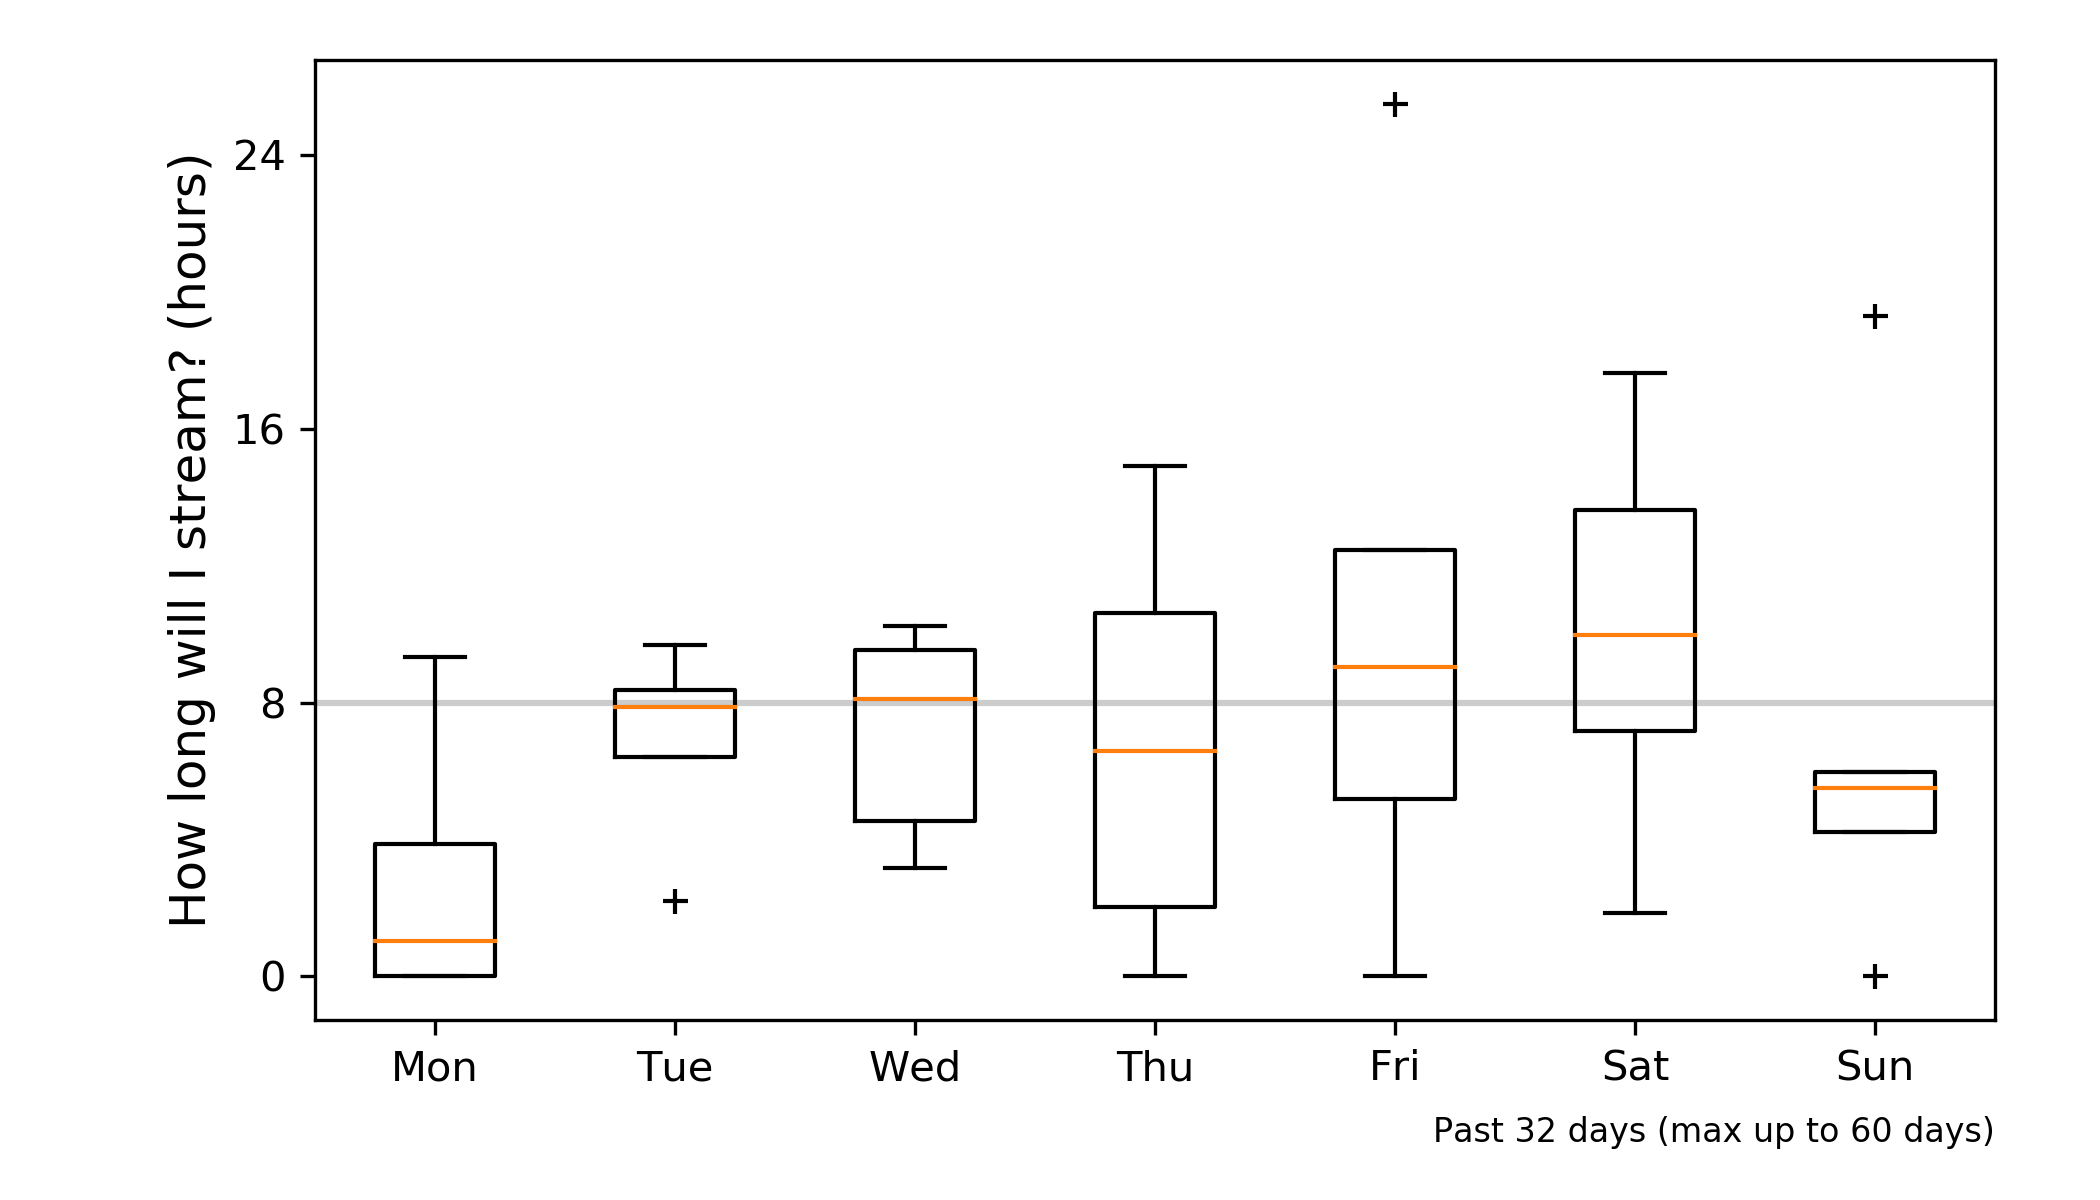 How long will I stream? (hours)
24
16
8
0
Mon Tue Wed Thu Fri Sat Sun
Past 32 days (max up to 60 days)